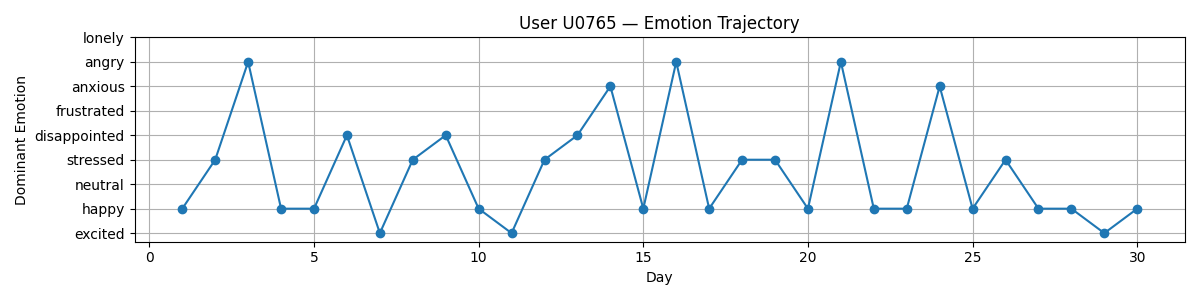 User U0765 — Emotion Trajectory
lonely
angry
anxious
frustrated
disappointed
stressed
neutral
happy
excited
Dominant Emotion
0 5 10 15 20 25 30
Day